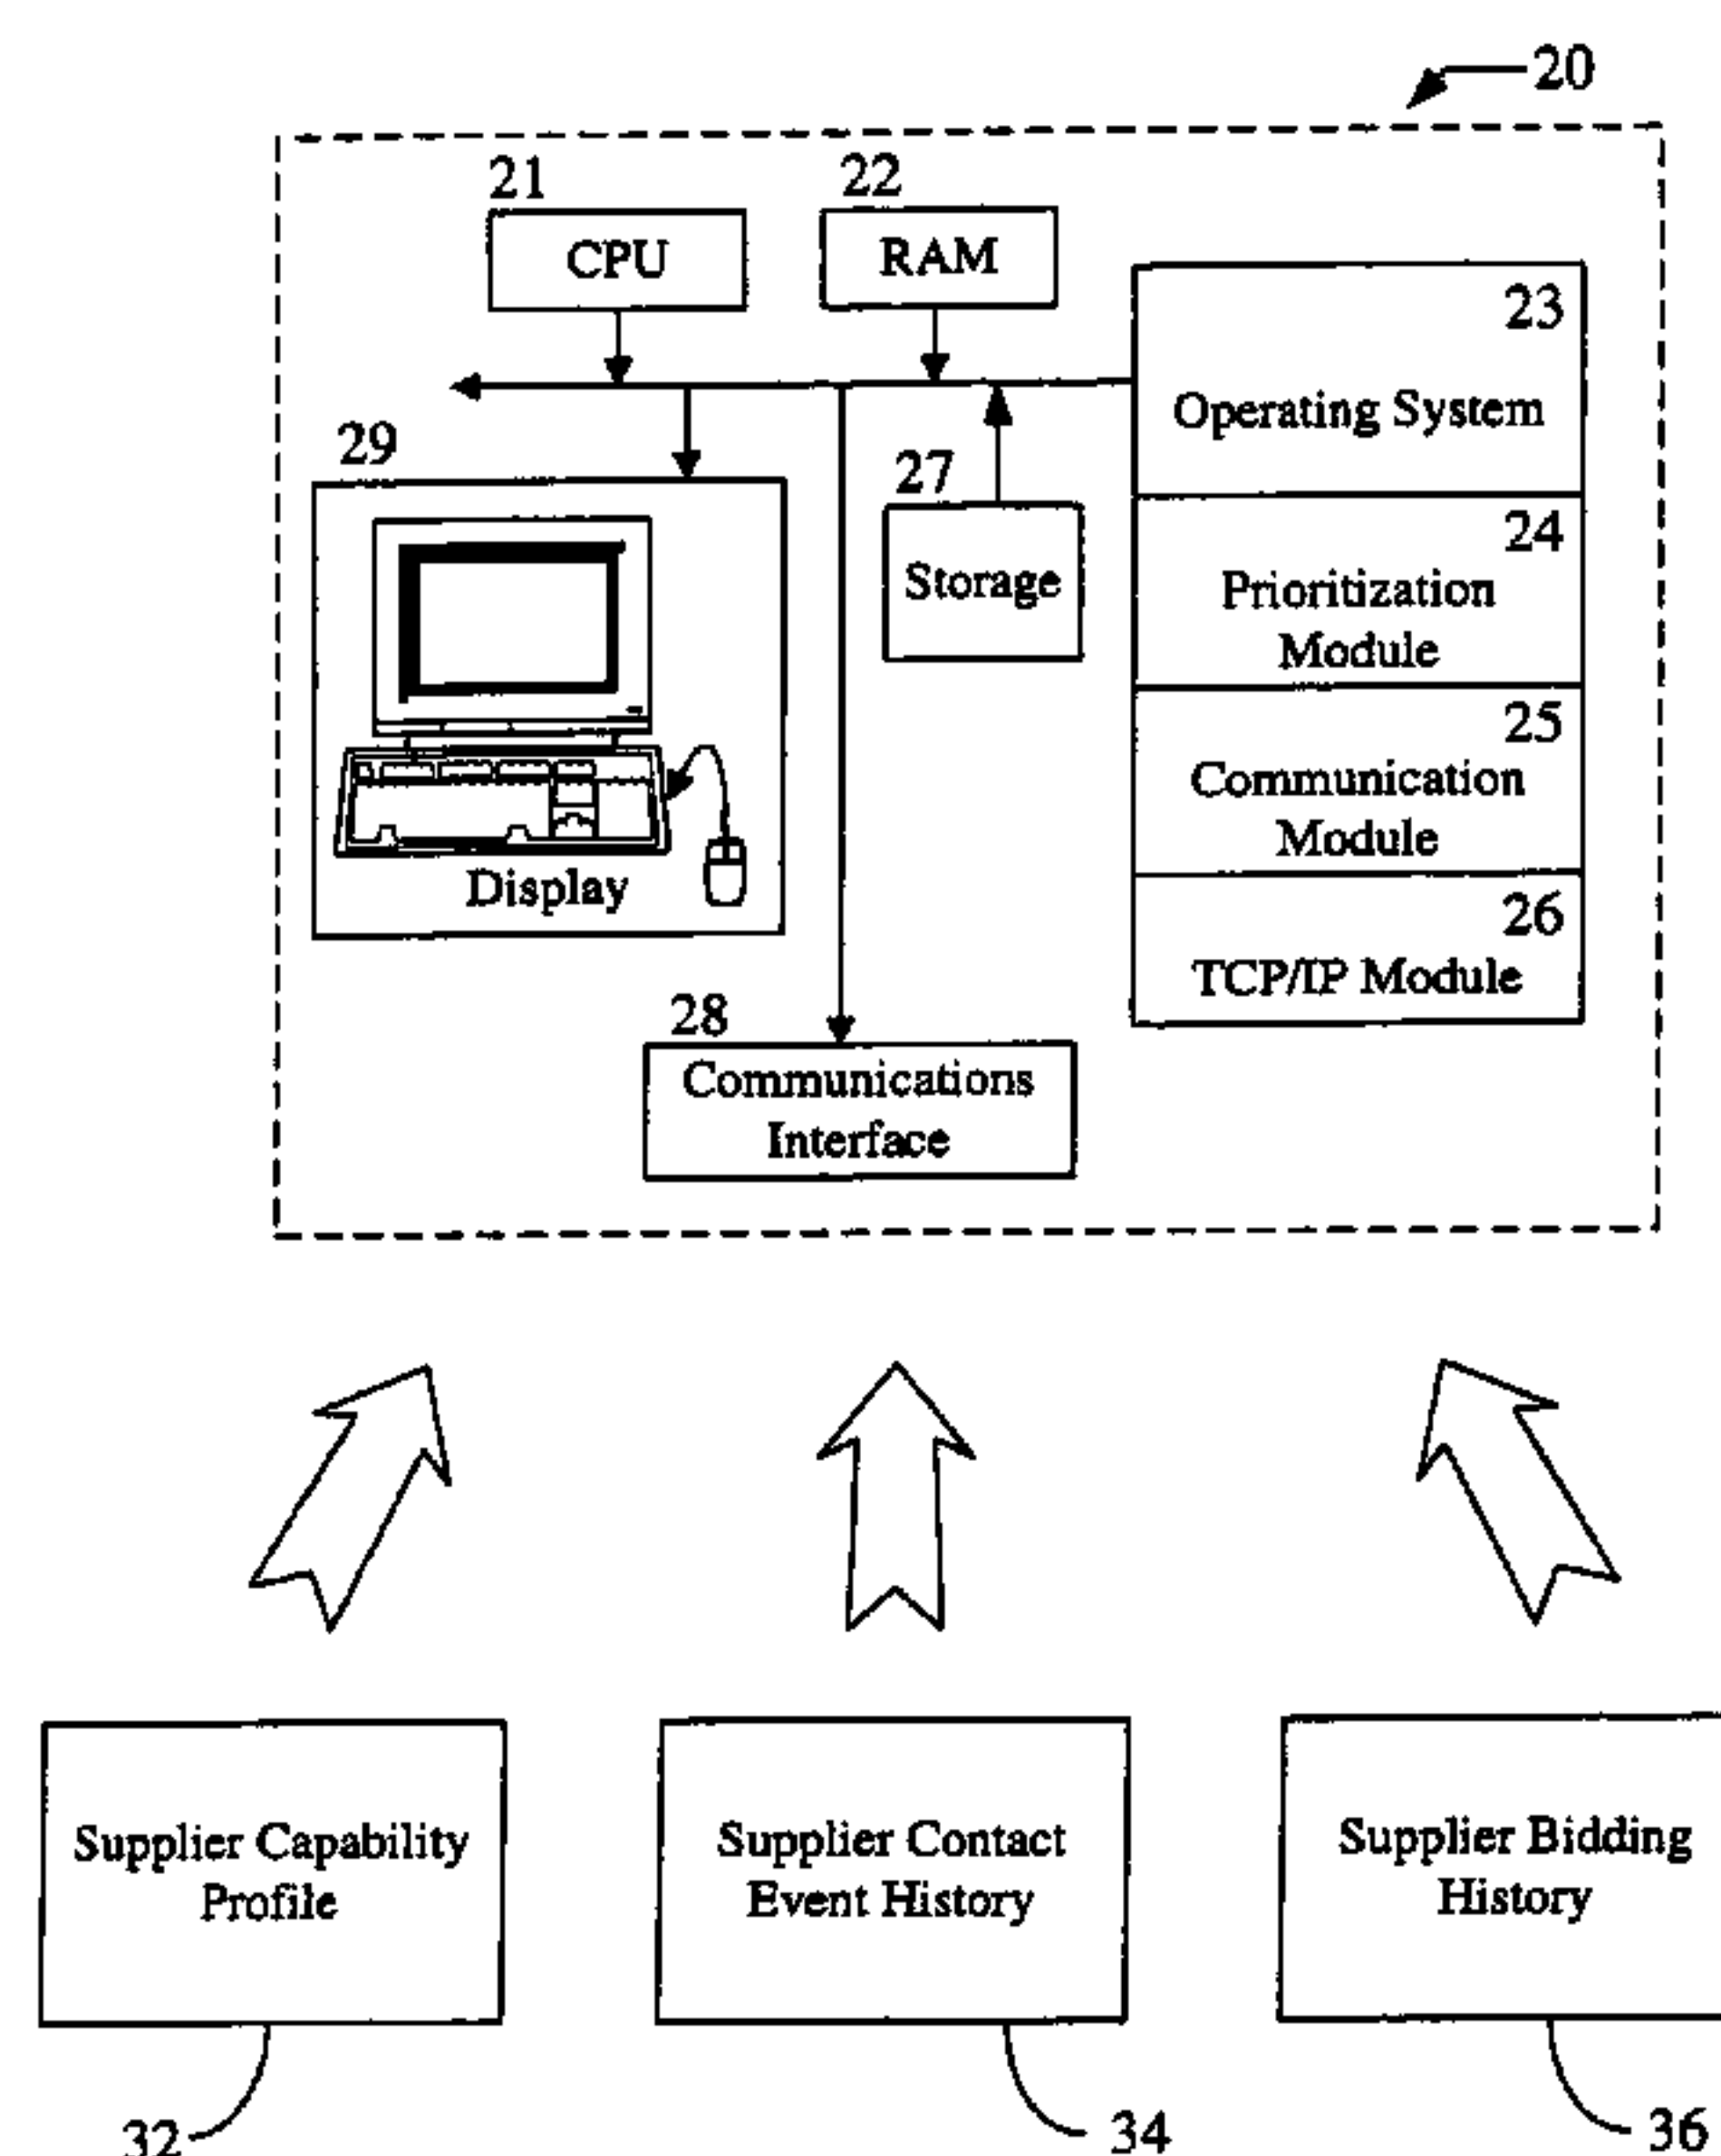 20
21
22
CPU
RAM
23
Operating System
29
27
Storage
24
Prioritization
Module
25
Communication
Module
Display
26
TCP/IP Module
28
Communications
Interface
Supplier Capability
Profile
Supplier Contact
Event History
Supplier Bidding
History
32
34
36